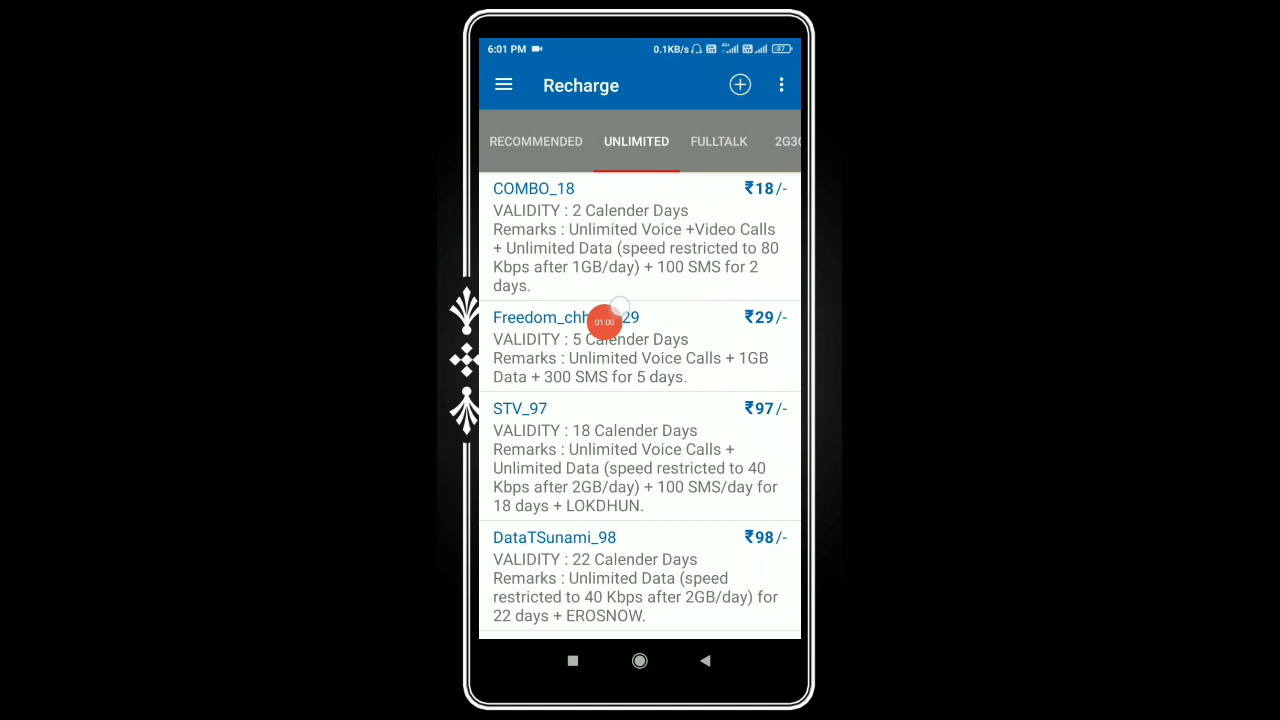 6:01 PM 0.1KB/s 4G+ 87
Recharge
RECOMMENDED UNLIMITED FULLTALK
COMBO_18 ₹18/-
VALIDITY : 2 Calender Days
Remarks : Unlimited Voice +Video Calls
+ Unlimited Data (speed restricted to 80
Kbps after 1GB/day) + 100 SMS for 2
days.
29 ₹29/-
01:00
VALIDITY : 5 Calender Days
Remarks : Unlimited Voice Calls + 1GB
Data + 300 SMS for 5 days.
STV_97 ₹97/-
VALIDITY : 18 Calender Days
Remarks : Unlimited Voice Calls +
Unlimited Data (speed restricted to 40
Kbps after 2GB/day) + 100 SMS/day for
18 days + LOKDHUN.
DataTSunami_98 ₹98/-
VALIDITY : 22 Calender Days
Remarks : Unlimited Data (speed
restricted to 40 Kbps after 2GB/day) for
22 days + EROSNOW.